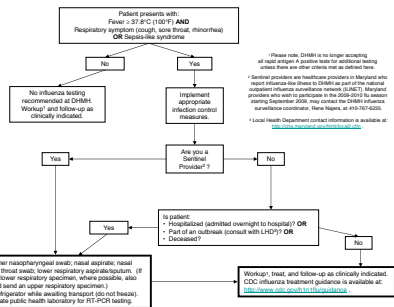 Patient presents with:
Fever ≥ 37.8°C (100°F) AND
Respiratory symptom (cough, sore throat, rhinorrhea)
OR Sepsis-like syndrome
No
Yes
No influenza testing
recommended at DHMH.
Workup¹ and follow-up as
clinically indicated.
Implement
appropriate
infection control
measures.
¹ Please note, DHMH is no longer accepting
all rapid antigen A positives for additional testing
unless there are other criteria met as defined here.
² Sentinel providers are healthcare providers in Maryland who
report influenza-like illness to DHMH as part of the national
outpatient influenza surveillance network (ILINET). Maryland
providers who wish to participate in the 2009-2010 flu season
starting September 2009, may contact the DHMH influenza
surveillance coordinator, Rene Najera, at 410-767-6235.
³ Local Health Department contact information is available at:
http://cha.maryland.gov/html/local2.cfm
Are you a
Sentinel
Provider² ?
Yes
No
Is patient:
• Hospitalized (admitted overnight to hospital)? OR
• Part of an outbreak (consult with LHD³)? OR
• Deceased?
Yes
No
her nasopharyngeal swab; nasal aspirate; nasal
throat swab; lower respiratory aspirate/sputum. (If
lower respiratory specimen, where possible, also
d send an upper respiratory specimen.)
frigerator while awaiting transport (do not freeze).
ate public health laboratory for RT-PCR testing.
Workup¹, treat, and follow-up as clinically indicated.
CDC influenza treatment guidance is available at:
http://www.cdc.gov/h1n1flu/guidance .